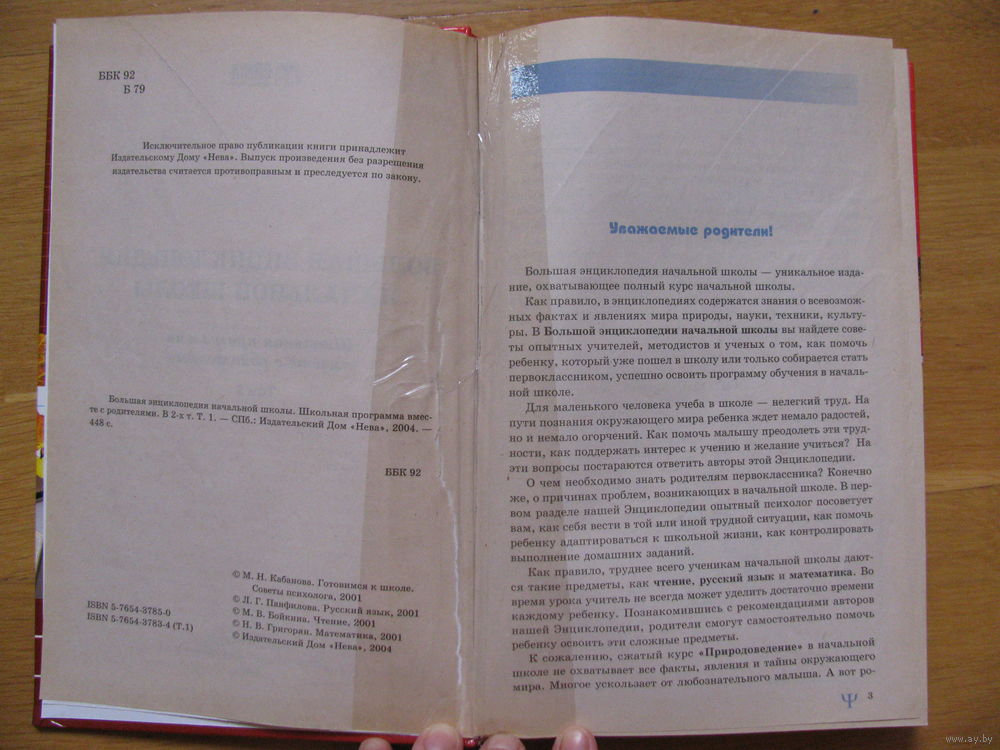 ББК 92
Б 79
Исключительное право публикации книги принадлежит
Издательскому Дому «Нева». Выпуск произведения без разрешения
издательства считается противоправным и преследуется по закону.
Большая энциклопедия начальной школы. Школьная программа вмес-
те с родителями. В 2-х т. Т. 1. — СПб.: Издательский Дом «Нева», 2004. —
448 с.
ББК 92
© М. Н. Кабанова. Готовимся к школе.
Советы психолога, 2001
© Л. Г. Панфилова. Русский язык, 2001
© М. В. Бойкина. Чтение, 2001
© Н. В. Григорян. Математика, 2001
© Издательский Дом «Нева», 2004
ISBN 5-7654-3785-0
ISBN 5-7654-3783-4 (Т.1)
Уважаемые родители!
Большая энциклопедия начальной школы — уникальное изда-
ние, охватывающее полный курс начальной школы.
Как правило, в энциклопедиях содержатся знания о всевозмож-
ных фактах и явлениях мира природы, науки, техники, культу-
ры. В Большой энциклопедии начальной школы вы найдете сове-
ты опытных учителей, методистов и ученых о том, как помочь
ребенку, который уже пошел в школу или только собирается стать
первоклассником, успешно освоить программу обучения в началь-
ной школе.
Для маленького человека учеба в школе — нелегкий труд. На
пути познания окружающего мира ребенка ждет немало радостей,
но и немало огорчений. Как помочь малышу преодолеть эти труд-
ности, как поддержать интерес к учению и желание учиться? На
эти вопросы постараются ответить авторы этой Энциклопедии.
О чем необходимо знать родителям первоклассника? Конечно
же, о причинах проблем, возникающих в начальной школе. В пер-
вом разделе нашей Энциклопедии опытный психолог посоветует
вам, как себя вести в той или иной трудной ситуации, как помочь
ребенку адаптироваться к школьной жизни, как контролировать
выполнение домашних заданий.
Как правило, труднее всего ученикам начальной школы дают-
ся такие предметы, как чтение, русский язык и математика. Во
время урока учитель не всегда может уделить достаточно времени
каждому ребенку. Познакомившись с рекомендациями авторов
нашей Энциклопедии, родители смогут самостоятельно помочь
ребенку освоить эти сложные предметы.
К сожалению, сжатый курс «Природоведение» в начальной
школе не охватывает все факты, явления и тайны окружающего
мира. Многое ускользает от любознательного малыша. А вот ро-
Ψ 3
www.ay.by